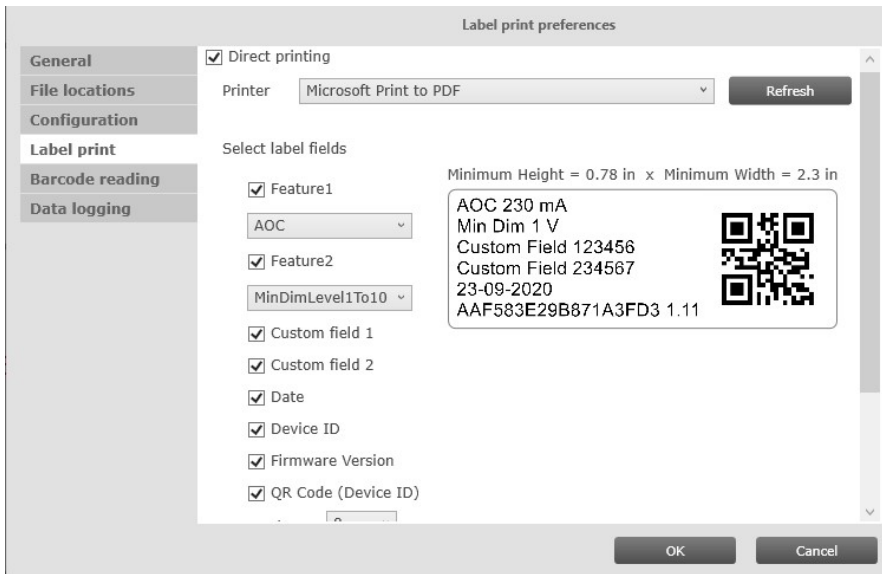 Label print preferences
General
File locations
Configuration
Label print
Barcode reading
Data logging
Direct printing
Printer
Microsoft Print to PDF
Refresh
Select label fields
Feature1
AOC
Feature2
MinDimLevel1To10
Custom field 1
Custom field 2
Date
Device ID
Firmware Version
QR Code (Device ID)
Minimum Height = 0.78 in x Minimum Width = 2.3 in
AOC 230 mA
Min Dim 1 V
Custom Field 123456
Custom Field 234567
23-09-2020
AAF583E29B871A3FD3 1.11
OK
Cancel